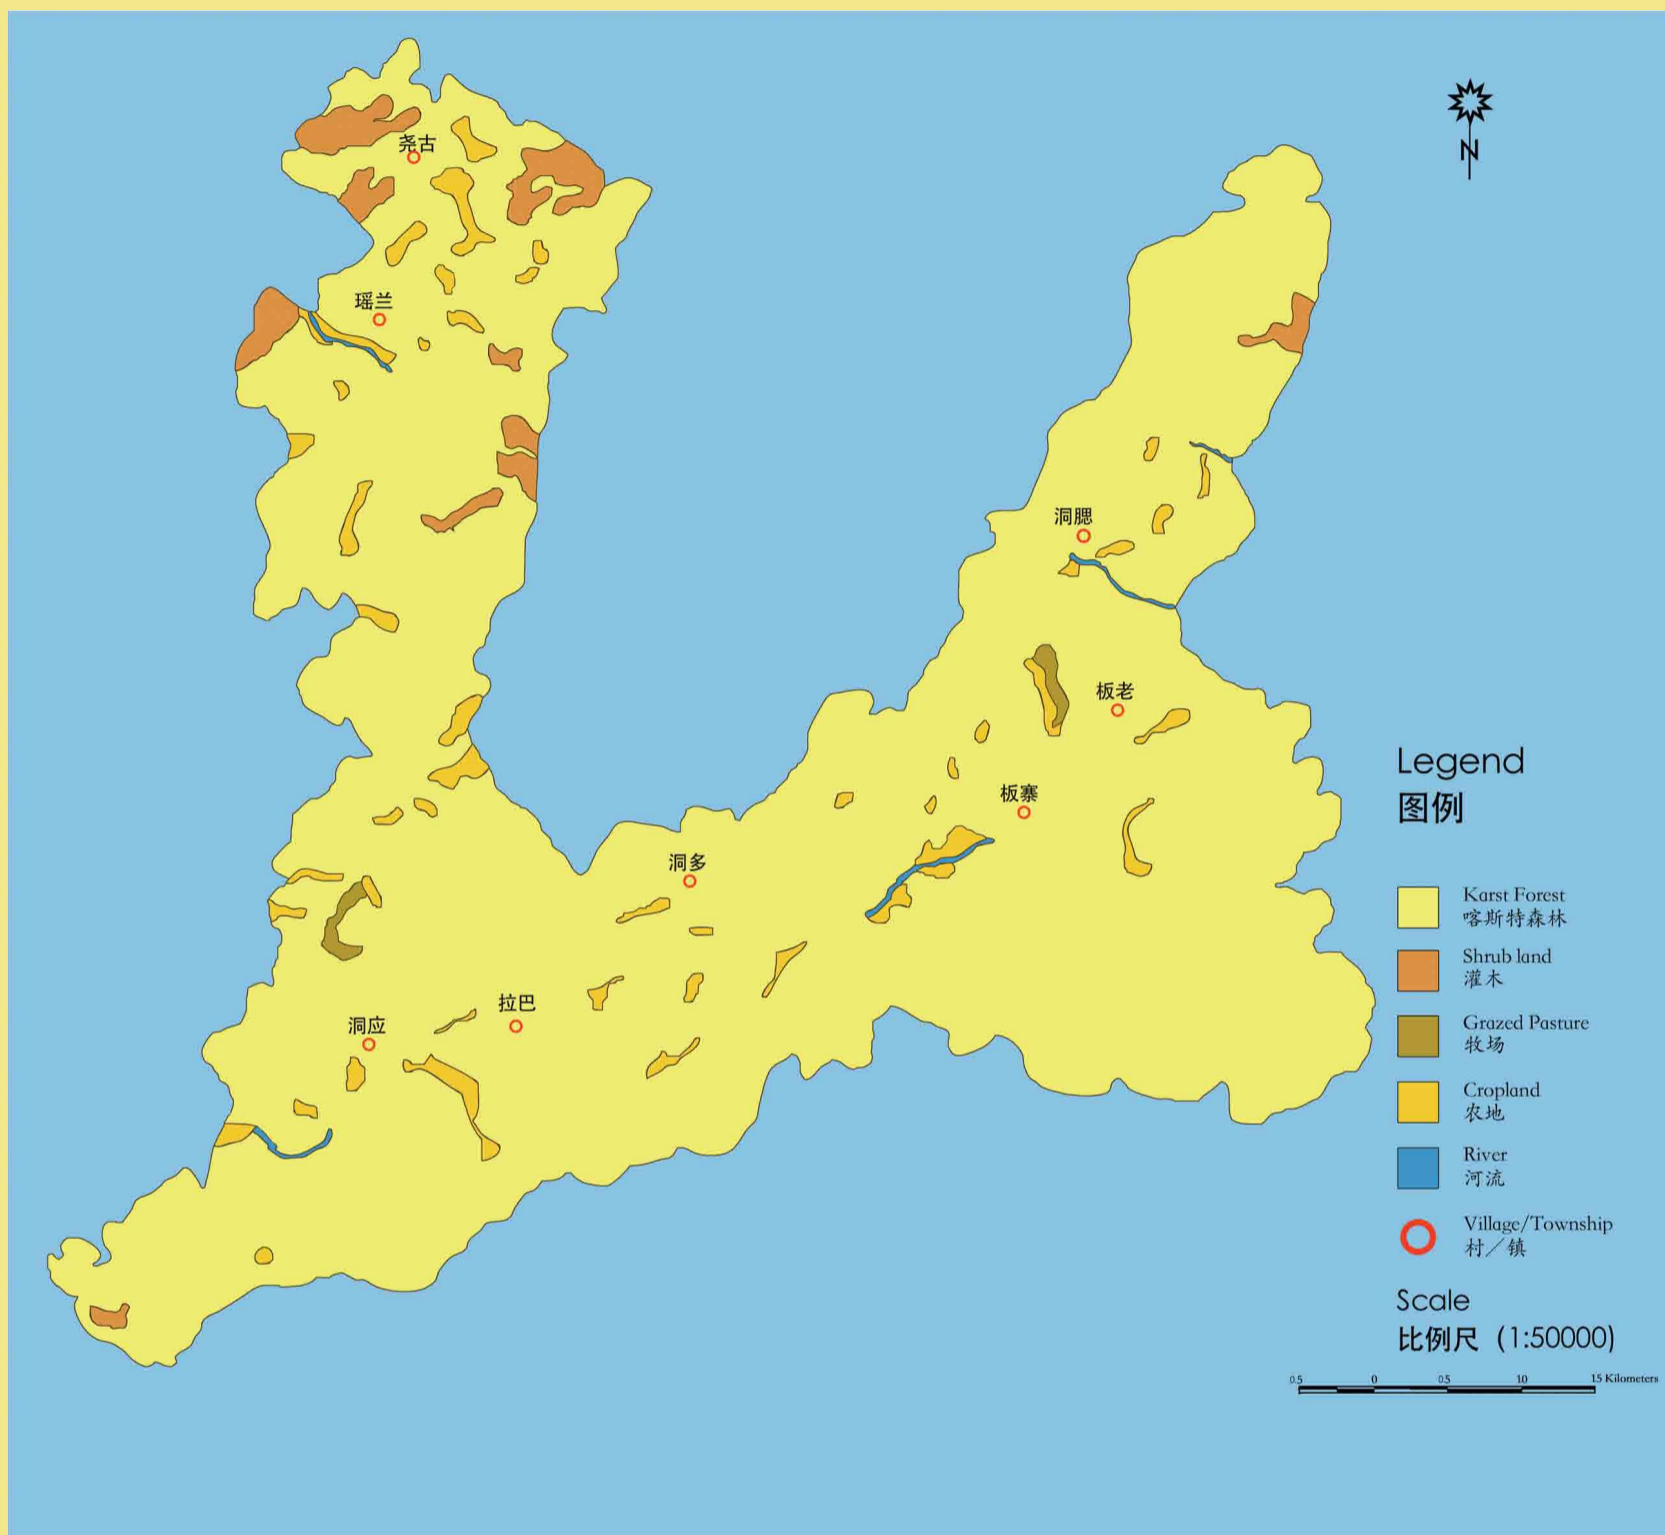 尧古
N
瑶兰
洞腮
板老
板寨
洞多
拉巴
洞应
Legend
图例
Karst Forest
喀斯特森林
Shrub land
灌木
Grazed Pasture
牧场
Cropland
农地
River
河流
Village/Township
村／镇
Scale
比例尺 (1:50000)
0.5 0 0.5 10 15 Kilometers